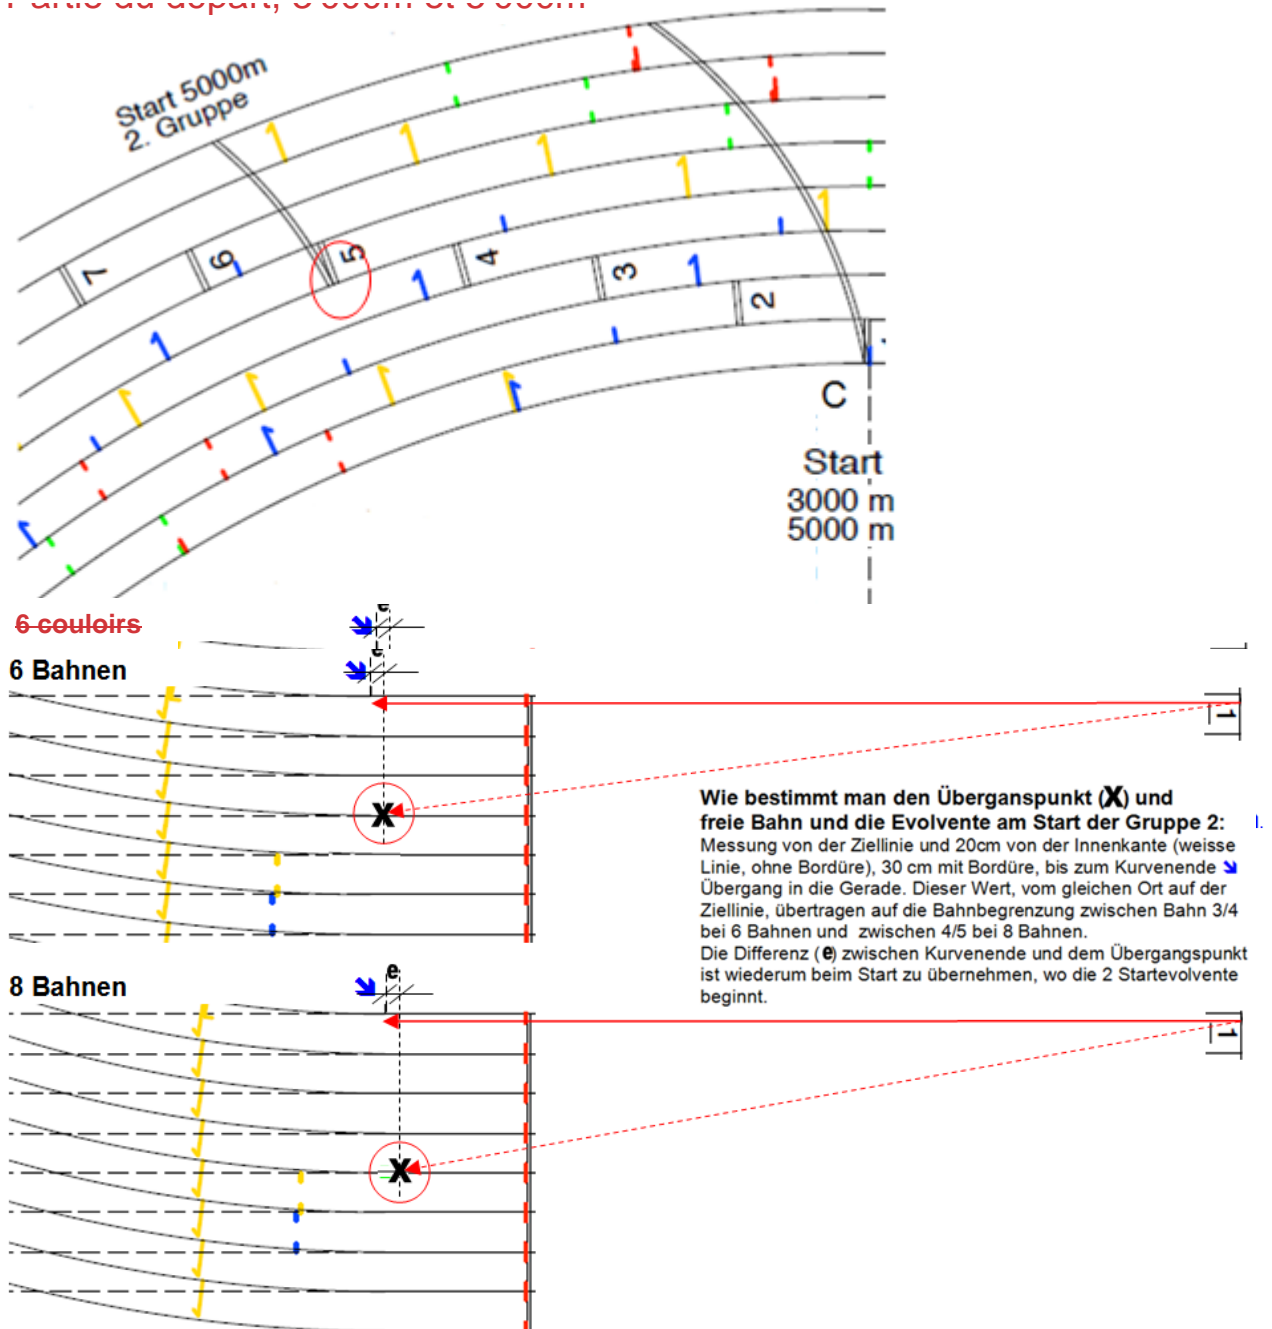 Start 5000m
2. Gruppe
7
6
5
4
3
2
C
Start
3000 m
5000 m
6 couloirs
e
e
6 Bahnen
1
Wie bestimmt man den Überganspunkt (X) und
freie Bahn und die Evolvente am Start der Gruppe 2:
Messung von der Ziellinie und 20cm von der Innenkante (weisse
Linie, ohne Bordüre), 30 cm mit Bordüre, bis zum Kurvenende
Übergang in die Gerade. Dieser Wert, vom gleichen Ort auf der
Ziellinie, übertragen auf die Bahnbegrenzung zwischen Bahn 3/4
bei 6 Bahnen und zwischen 4/5 bei 8 Bahnen.
Die Differenz (e) zwischen Kurvenende und dem Übergangspunkt
ist wiederum beim Start zu übernehmen, wo die 2 Startevolvente
beginnt.
X
8 Bahnen
e
1
X